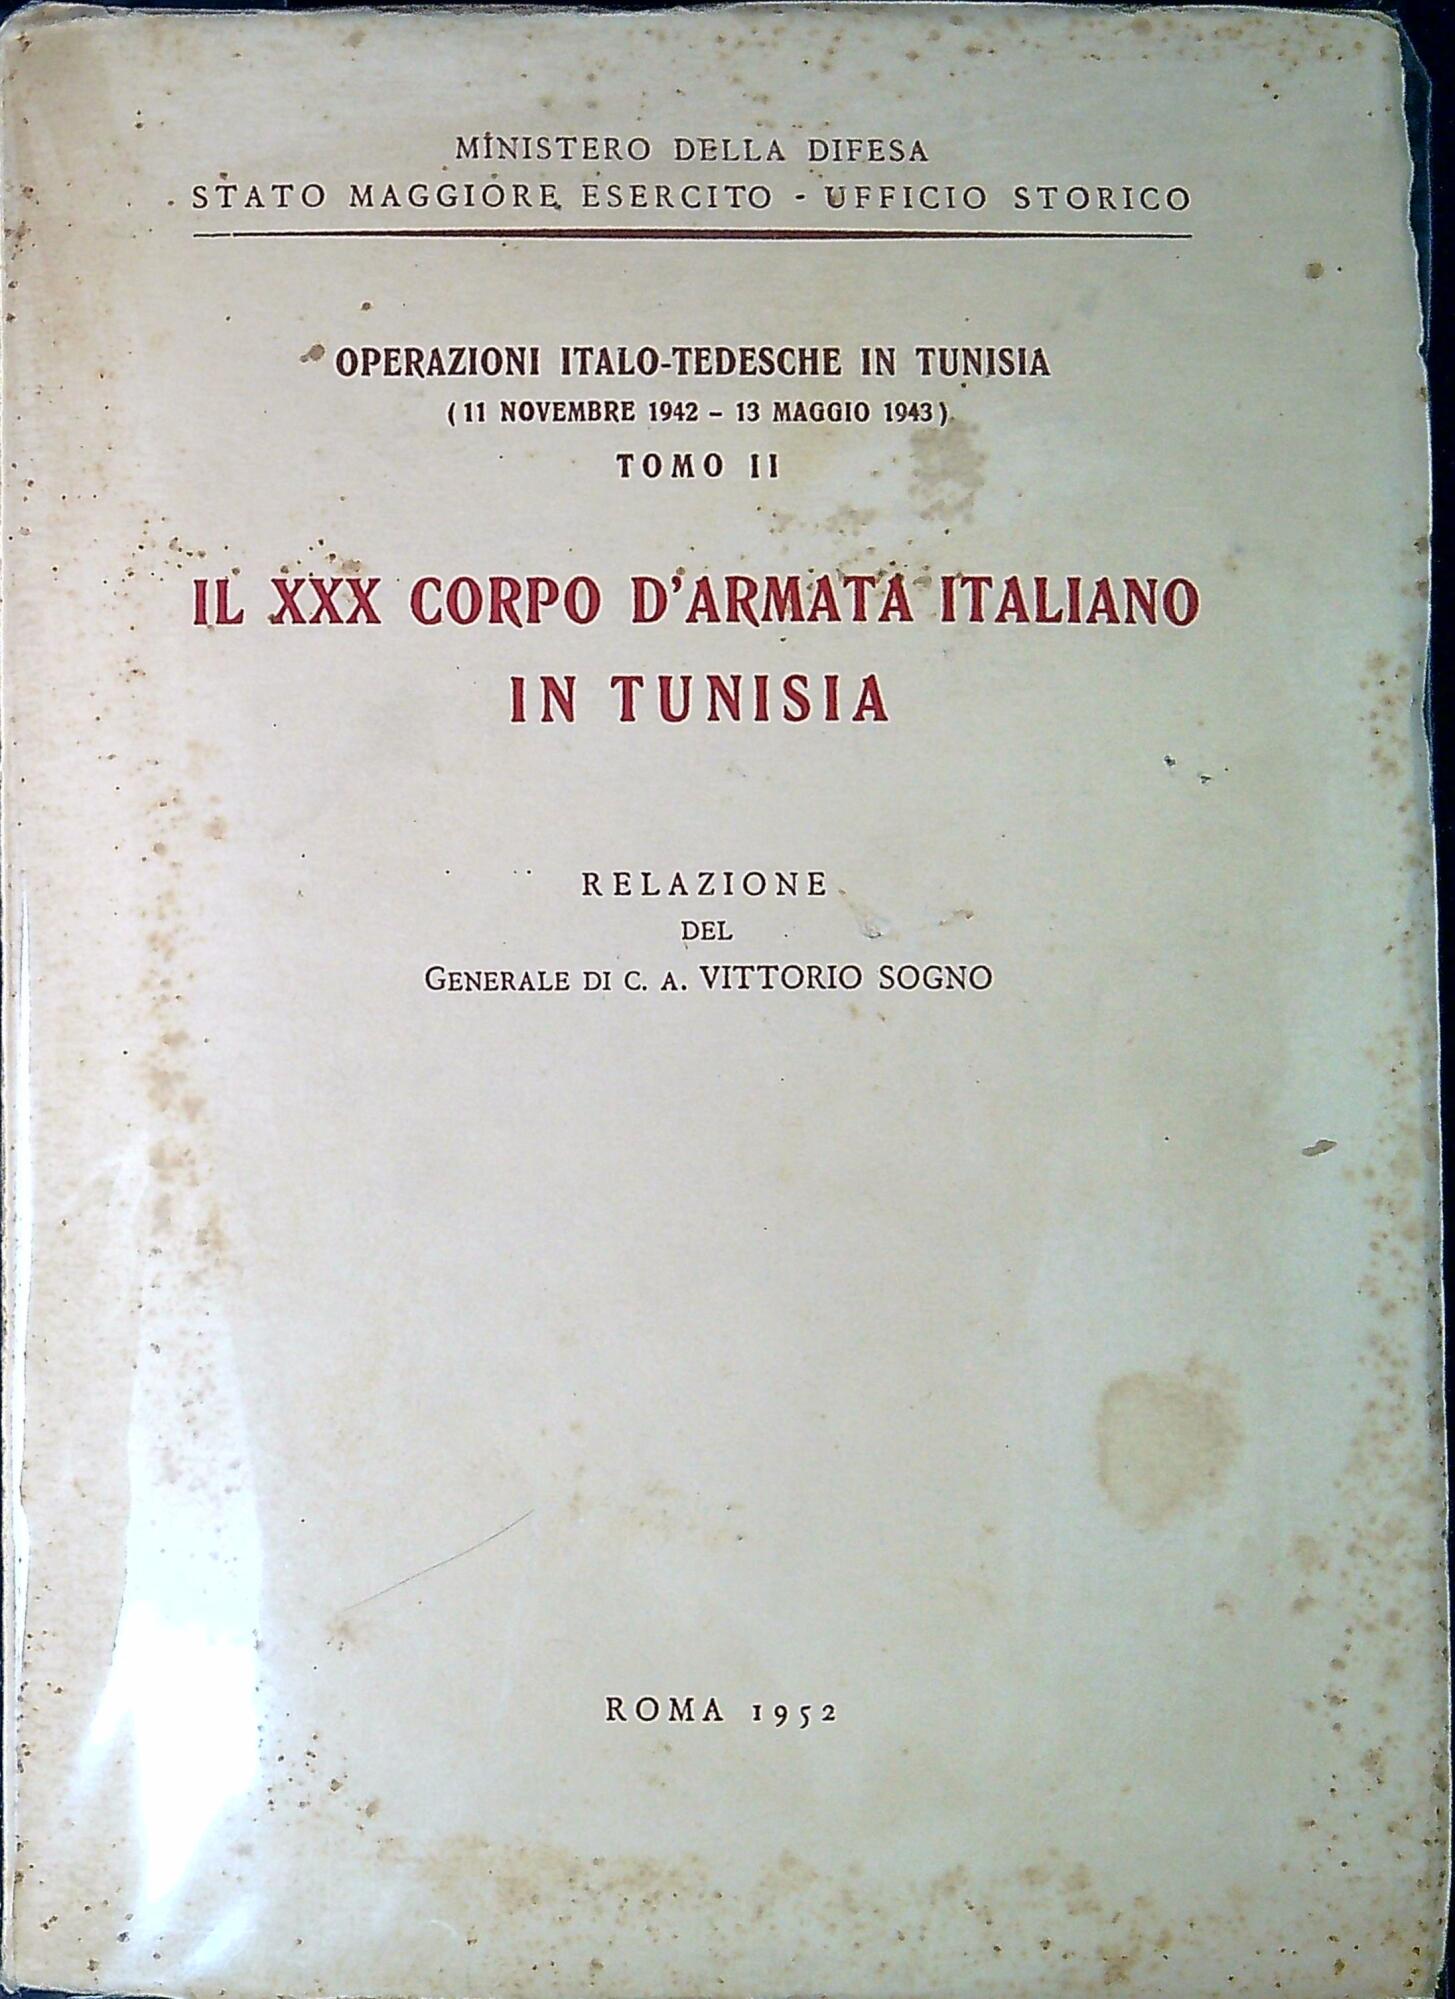 MINISTERO DELLA DIFESA
STATO MAGGIORE ESERCITO - UFFICIO STORICO
OPERAZIONI ITALO-TEDESCHE IN TUNISIA
(11 NOVEMBRE 1942 - 13 MAGGIO 1943)
TOMO II
IL XXX CORPO D'ARMATA ITALIANO
IN TUNISIA
RELAZIONE
DEL
GENERALE DI C. A. VITTORIO SOGNO
ROMA 1952